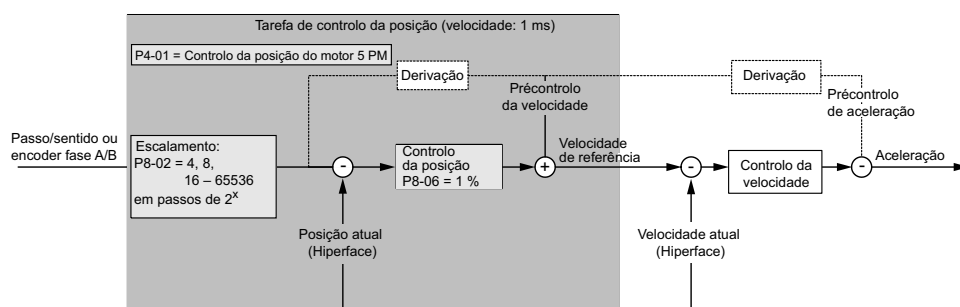 Tarefa de controlo da posição (velocidade: 1 ms)
P4-01 = Controlo da posição do motor 5 PM
Derivação
Derivação
Précontrolo
da velocidade
Précontrolo
de aceleração
Passo/sentido ou
encoder fase A/B
Escalamento:
P8-02 = 4, 8,
16 – 65536
em passos de 2^x
-
Controlo
da posição
P8-06 = 1 %
+
Velocidade
de referência
-
Controlo da
velocidade
-
Aceleração
Posição atual
(Hiperface)
Velocidade atual
(Hiperface)